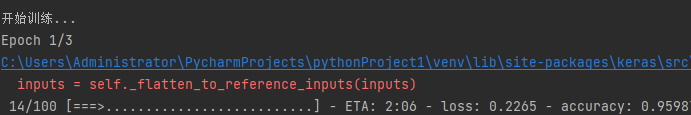 开始训练...
Epoch 1/3
C:\Users\Administrator\PycharmProjects\pythonProject1\venv\lib\site-packages\keras\src\
inputs = self._flatten_to_reference_inputs(inputs)
14/100 [===>..........................] - ETA: 2:06 - loss: 0.2265 - accuracy: 0.9598